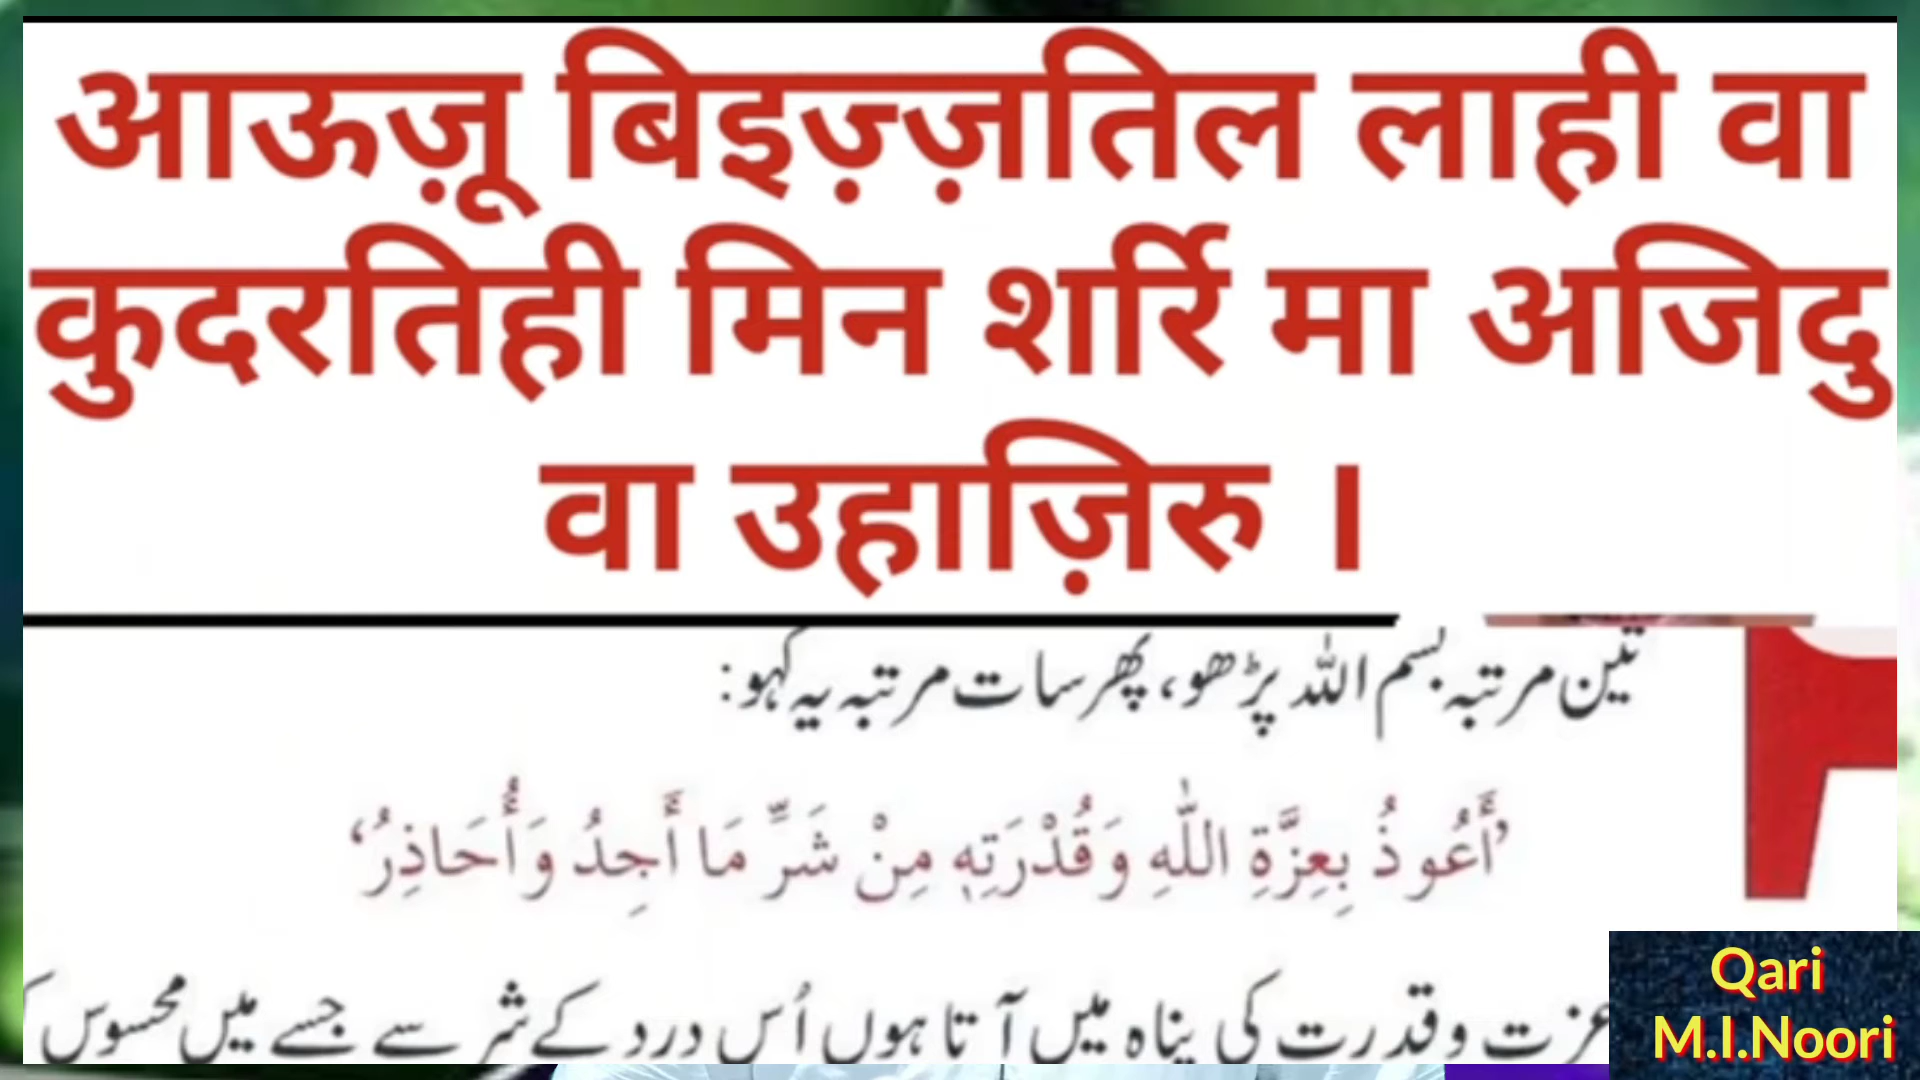 आऊज़ू बिइज़्ज़तिल लाही वा
कुदरतिही मिन शर्रि मा अजिदु
वा उहाज़िरु ।
تین مرتبہ بسم اللہ پڑھو، پھر سات مرتبہ یہ کہو:
’أَعُوذُ بِعِزَّةِ اللّٰهِ وَقُدْرَتِهٖ مِنْ شَرِّ مَا أَجِدُ وَأُحَاذِرُ‘
عزت وقدرت کی پناہ میں آتا ہوں اُس درد کے شر سے جسے میں محسوس
Qari
M.I.Noori